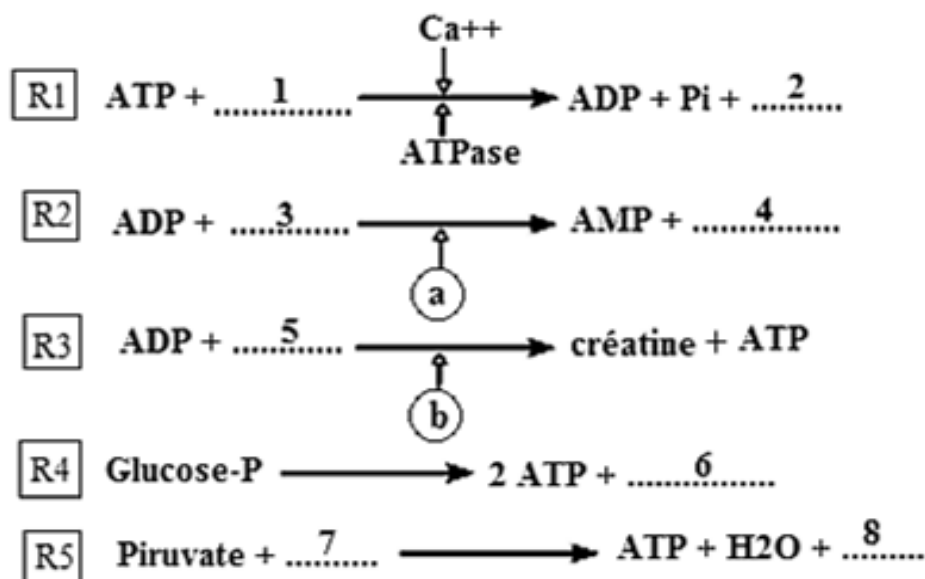 Ca++
R1 ATP + ......1...... ADP + Pi + ....2....
ATPase
R2 ADP + .....3..... AMP + ......4......
a
R3 ADP + .....5..... créatine + ATP
b
R4 Glucose-P 2 ATP + ......6......
R5 Piruvate + ....7.... ATP + H2O + ...8...